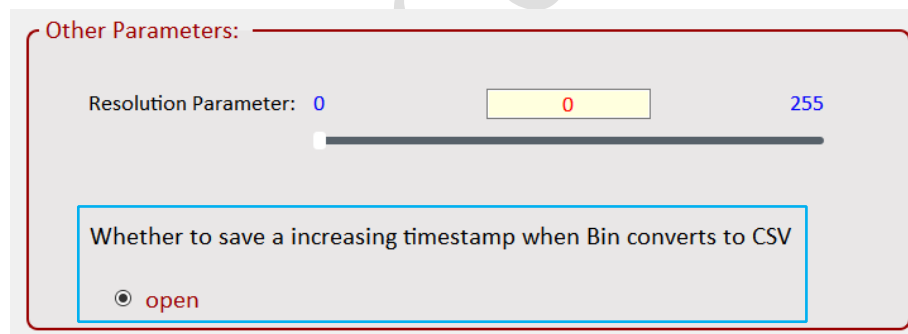 Other Parameters:
Resolution Parameter: 0 0 255
Whether to save a increasing timestamp when Bin converts to CSV
open